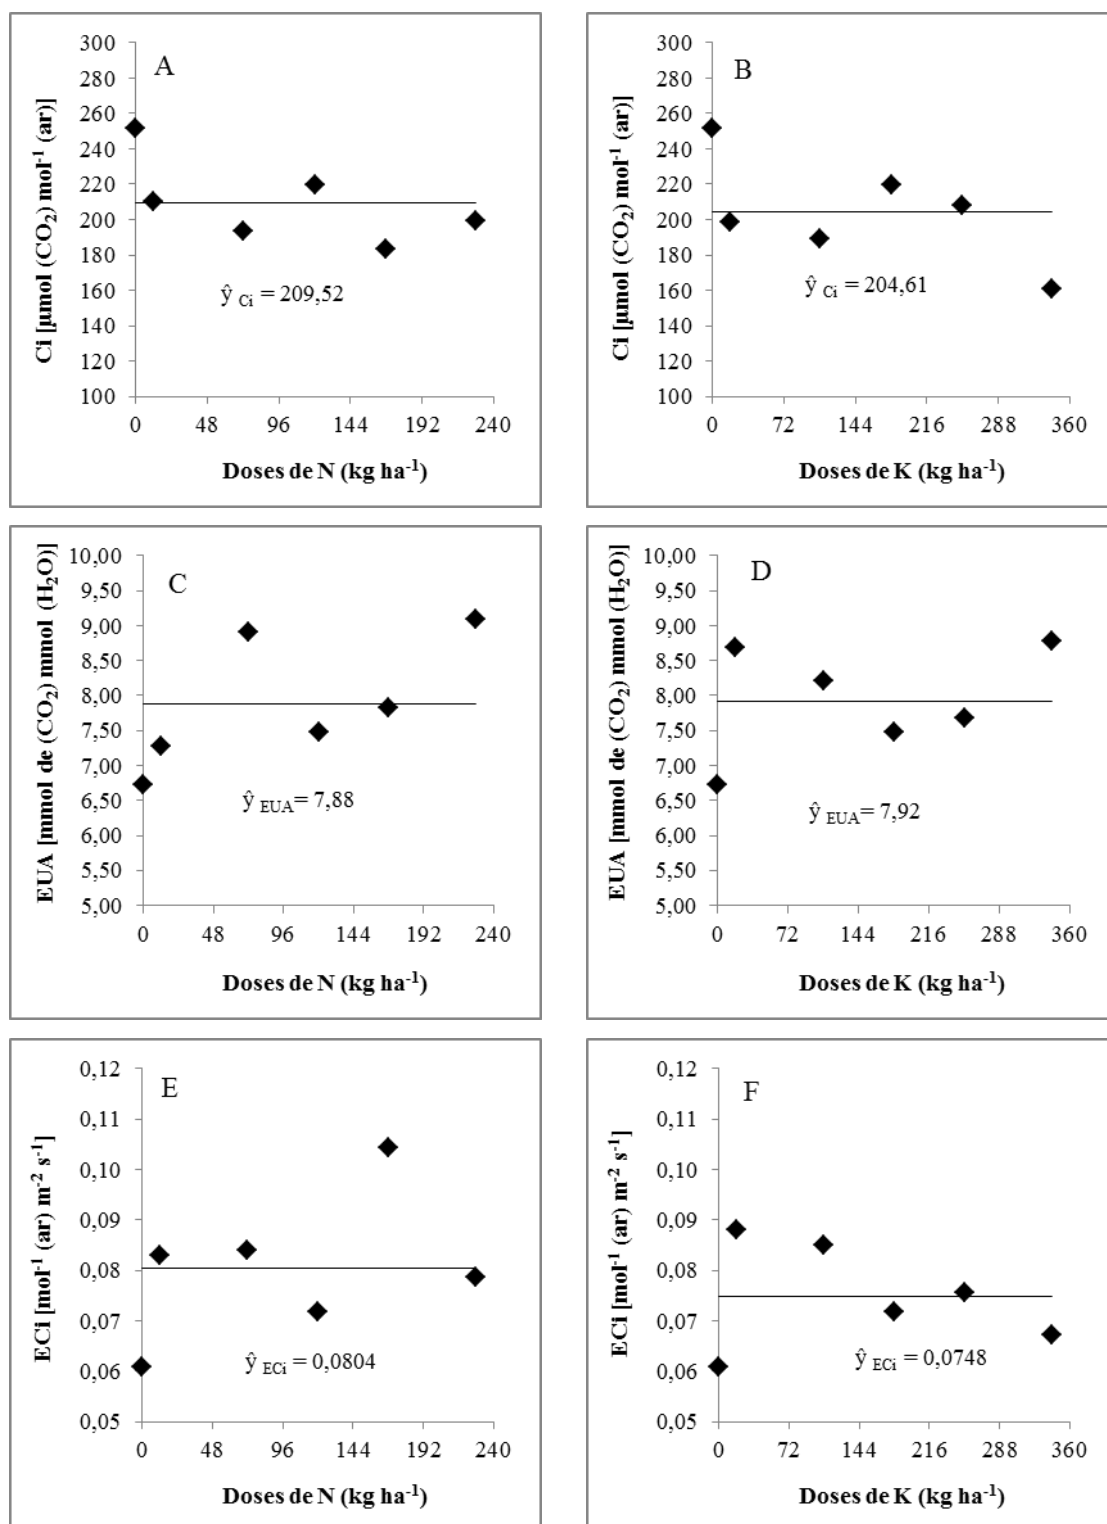 A
Ci [µmol (CO₂) mol⁻¹ (ar)]
300
280
260
240
220
200
180
160
140
120
100
ŷ Ci = 209,52
0 48 96 144 192 240
Doses de N (kg ha⁻¹)
B
Ci [µmol (CO₂) mol⁻¹ (ar)]
300
280
260
240
220
200
180
160
140
120
100
ŷ Ci = 204,61
0 72 144 216 288 360
Doses de K (kg ha⁻¹)
C
EUA [mmol de (CO₂) mmol (H₂O)]
10,00
9,50
9,00
8,50
8,00
7,50
7,00
6,50
6,00
5,50
5,00
ŷ EUA= 7,88
0 48 96 144 192 240
Doses de N (kg ha⁻¹)
D
EUA [mmol de (CO₂) mmol (H₂O)]
10,00
9,50
9,00
8,50
8,00
7,50
7,00
6,50
6,00
5,50
5,00
ŷ EUA= 7,92
0 72 144 216 288 360
Doses de K (kg ha⁻¹)
E
ECi [mol⁻¹ (ar) m⁻² s⁻¹]
0,12
0,11
0,10
0,09
0,08
0,07
0,06
0,05
ŷ ECi = 0,0804
0 48 96 144 192 240
Doses de N (kg ha⁻¹)
F
ECi [mol⁻¹ (ar) m⁻² s⁻¹]
0,12
0,11
0,10
0,09
0,08
0,07
0,06
0,05
ŷ ECi = 0,0748
0 72 144 216 288 360
Doses de K (kg ha⁻¹)